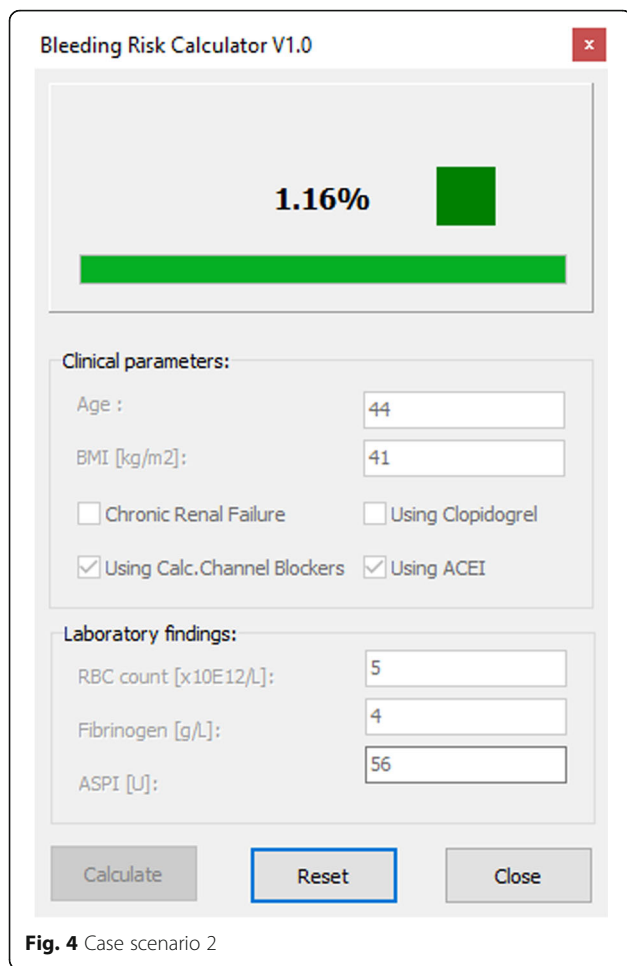 Bleeding Risk Calculator V1.0
x
1.16%
Clinical parameters:
Age : 44
BMI [kg/m2]: 41
Chronic Renal Failure Using Clopidogrel
Using Calc.Channel Blockers Using ACEI
Laboratory findings:
RBC count [x10E12/L]: 5
Fibrinogen [g/L]: 4
ASPI [U]: 56
Calculate Reset Close
Fig. 4 Case scenario 2